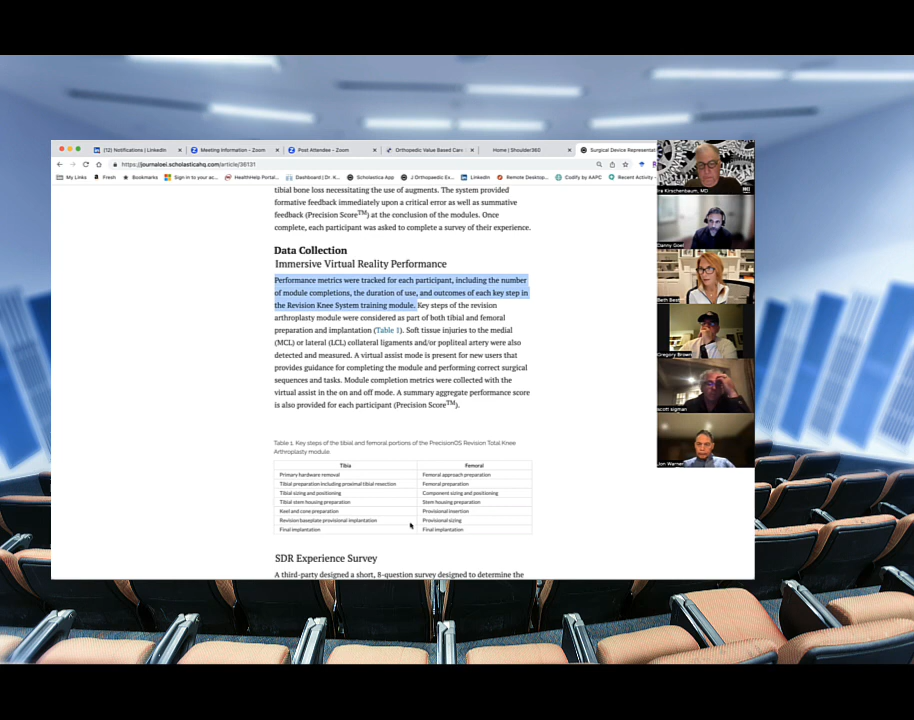 (12) Notifications | LinkedIn
Meeting Information - Zoom
Post Attendee - Zoom
Orthopedic Value Based Care
Home | Shoulder360
Surgical Device Representat
https://journaloei.scholasticahq.com/article/36131
My Links
Fresh
Bookmarks
Sign in to your ac...
HealthHelp Portal...
Dashboard | Dr. K...
Scholastica App
J Orthopaedic Ex...
LinkedIn
Remote Desktop...
Codify by AAPC
Recent Activity
tibial bone loss necessitating the use of augments. The system provided
formative feedback immediately upon a critical error as well as summative
feedback (Precision Score™) at the conclusion of the modules. Once
complete, each participant was asked to complete a survey of their experience.
Data Collection
Immersive Virtual Reality Performance
Performance metrics were tracked for each participant, including the number
of module completions, the duration of use, and outcomes of each key step in
the Revision Knee System training module. Key steps of the revision
arthroplasty module were considered as part of both tibial and femoral
preparation and implantation (Table 1). Soft tissue injuries to the medial
(MCL) or lateral (LCL) collateral ligaments and/or popliteal artery were also
detected and measured. A virtual assist mode is present for new users that
provides guidance for completing the module and performing correct surgical
sequences and tasks. Module completion metrics were collected with the
virtual assist in the on and off mode. A summary aggregate performance score
is also provided for each participant (Precision Score™).
Table 1. Key steps of the tibial and femoral portions of the PrecisionOS Revision Total Knee
Arthroplasty module.
Tibia Femoral
Primary hardware removal Femoral approach preparation
Tibial preparation including proximal tibial resection Femoral preparation
Tibial sizing and positioning Component sizing and positioning
Tibial stem housing preparation Stem housing preparation
Keel and cone preparation Provisional insertion
Revision baseplate provisional implantation Provisional sizing
Final implantation Final implantation
SDR Experience Survey
A third-party designed a short, 8-question survey designed to determine the
Ira Kirschenbaum, MD
Danny Goel
Gregory Brown
scott sigman
Jon Warner